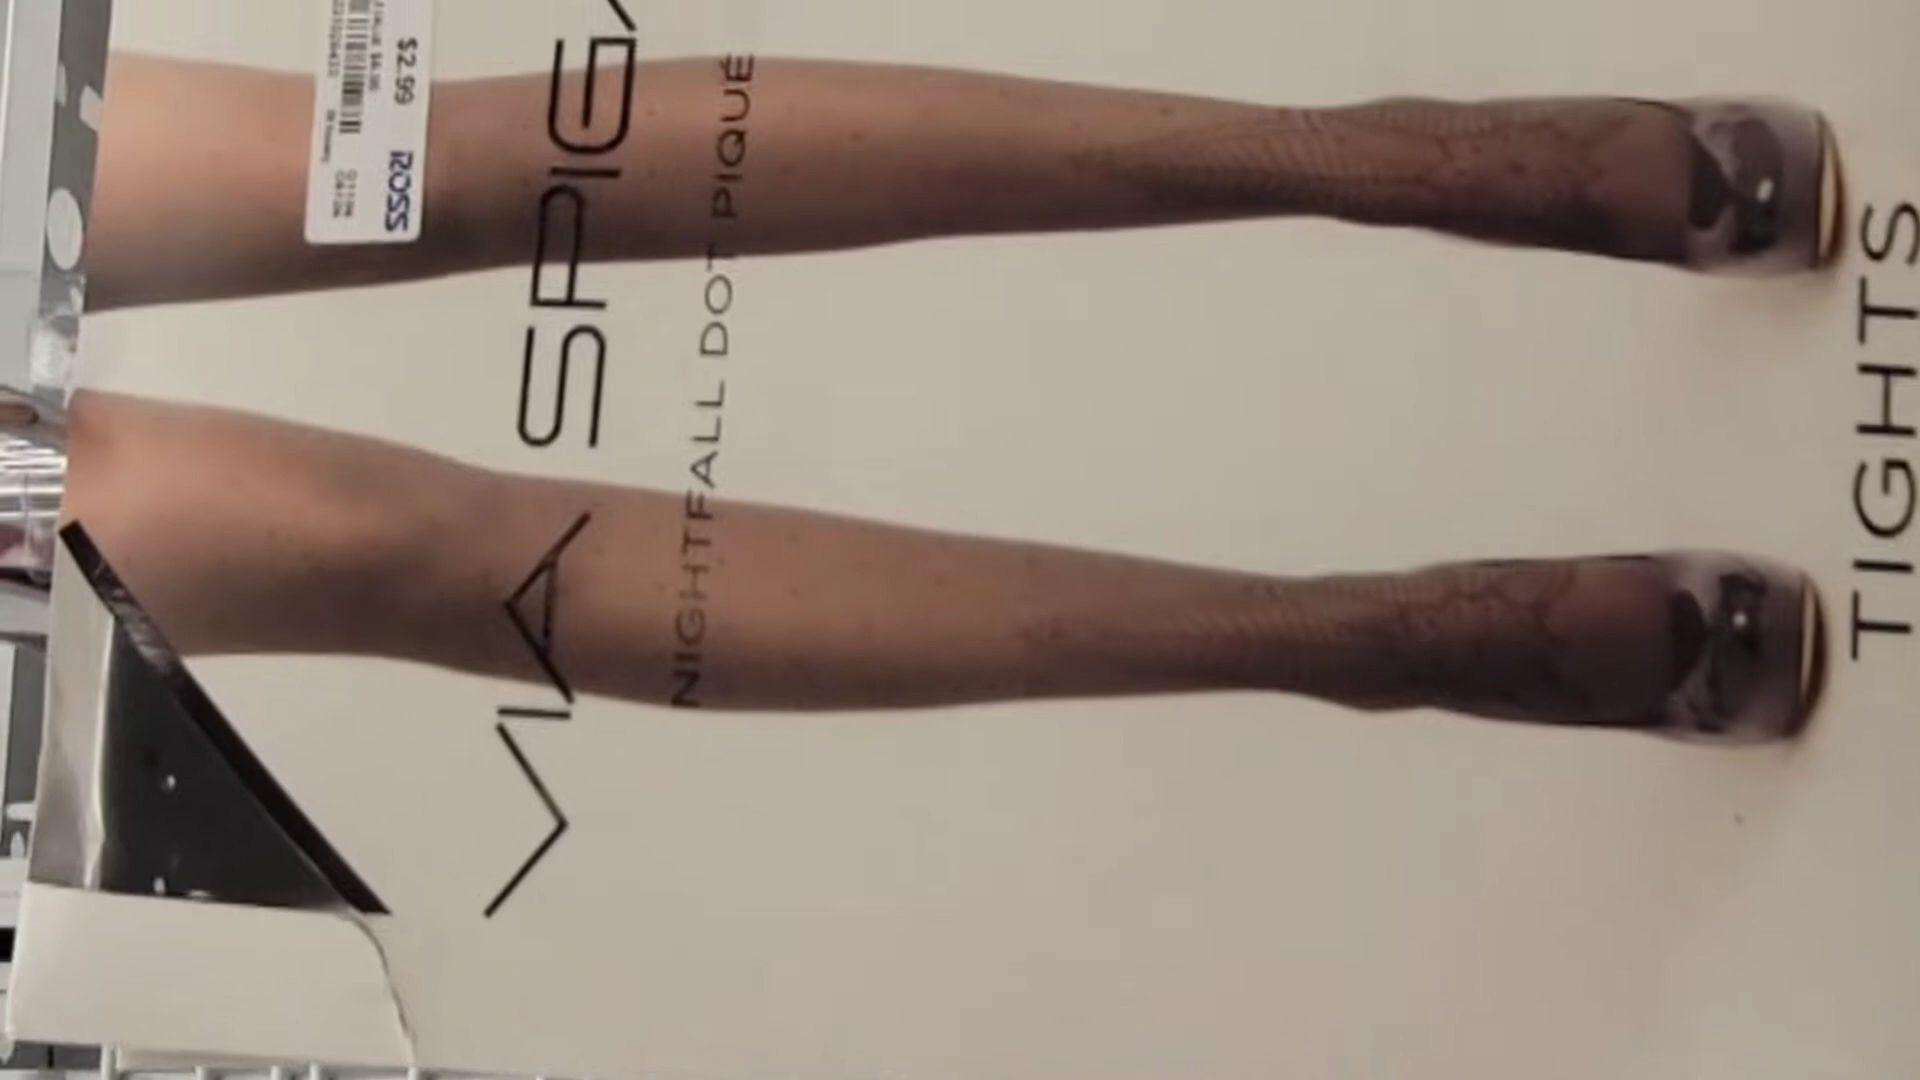 VIA SPIGA
NIGHTFALL DOT PIQUÉ
TIGHTS
ROSS
$2.99